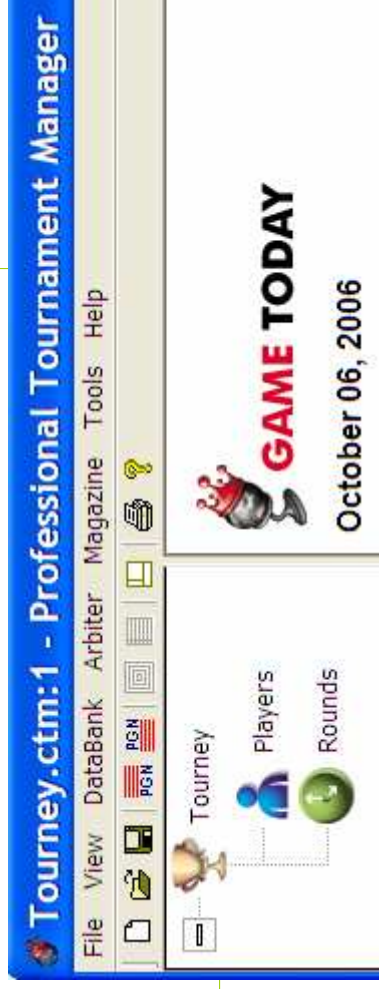 Tourney.ctm:1 - Professional Tournament Manager
File View DataBank Arbiter Magazine Tools Help
PGN PGN
Tourney
Players
Rounds
GAME TODAY
October 06, 2006